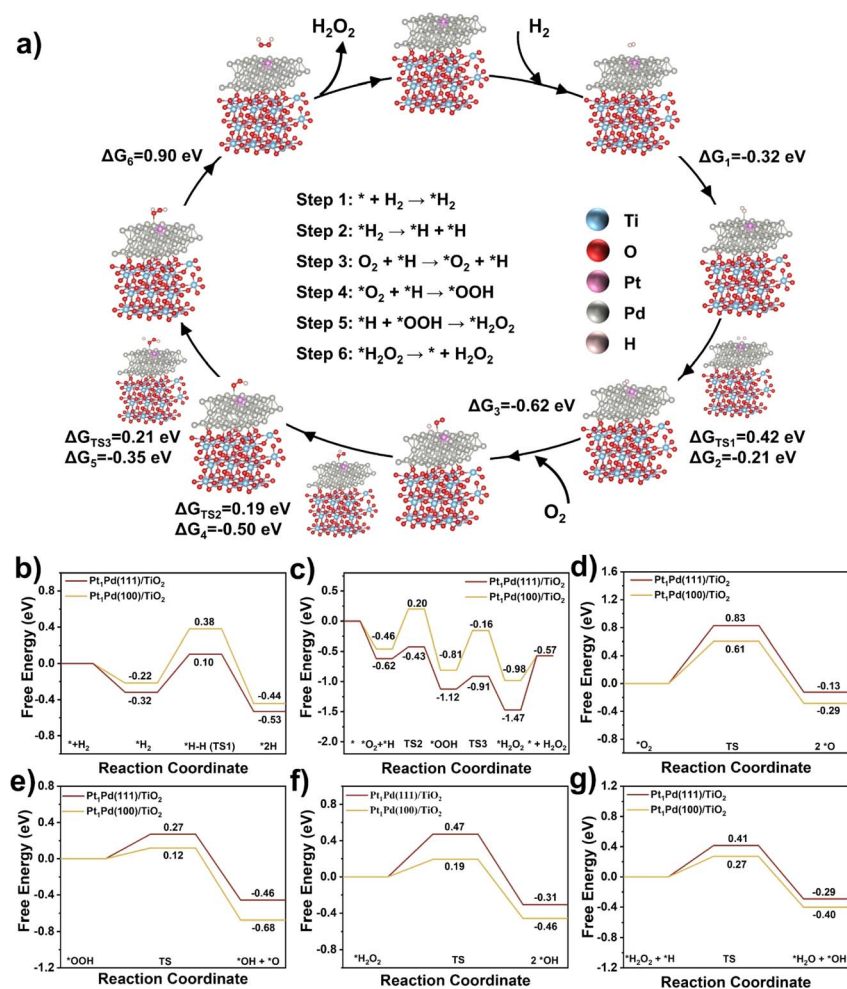 a)
H₂O₂
H₂
ΔG₆=0.90 eV
ΔG₁=-0.32 eV
Step 1: * + H₂ → *H₂
Step 2: *H₂ → *H + *H
Step 3: O₂ + *H → *O₂ + *H
Step 4: *O₂ + *H → *OOH
Step 5: *H + *OOH → *H₂O₂
Step 6: *H₂O₂ → * + H₂O₂
Ti
O
Pt
Pd
H
ΔG₃=-0.62 eV
ΔG_TS3=0.21 eV
ΔG₅=-0.35 eV
ΔG_TS1=0.42 eV
ΔG₂=-0.21 eV
ΔG_TS2=0.19 eV
ΔG₄=-0.50 eV
O₂
b)
Free Energy (eV)
0.8
0.4
0.0
-0.4
-0.8
Pt₁Pd(111)/TiO₂
Pt₁Pd(100)/TiO₂
0.38
0.10
-0.22
-0.32
-0.44
-0.53
*+H₂ *H₂ *H-H (TS1) *2H
Reaction Coordinate
c)
Free Energy (eV)
0.5
0.0
-0.5
-1.0
-1.5
-2.0
Pt₁Pd(111)/TiO₂
Pt₁Pd(100)/TiO₂
0.20
-0.16
-0.46
-0.62
-0.43
-0.57
-0.81
-0.91
-0.98
-1.12
-1.47
* *O₂+*H TS2 *OOH TS3 *H₂O₂ * + H₂O₂
Reaction Coordinate
d)
Free Energy (eV)
1.6
1.2
0.8
0.4
0.0
-0.4
-0.8
Pt₁Pd(111)/TiO₂
Pt₁Pd(100)/TiO₂
0.83
0.61
-0.13
-0.29
*O₂ TS 2 *O
Reaction Coordinate
e)
Free Energy (eV)
0.8
0.4
0.0
-0.4
-0.8
-1.2
Pt₁Pd(111)/TiO₂
Pt₁Pd(100)/TiO₂
0.27
0.12
-0.46
-0.68
*OOH TS *OH + *O
Reaction Coordinate
f)
Free Energy (eV)
1.2
0.8
0.4
0.0
-0.4
-0.8
Pt₁Pd(111)/TiO₂
Pt₁Pd(100)/TiO₂
0.47
0.19
-0.31
-0.46
*H₂O₂ TS 2 *OH
Reaction Coordinate
g)
Free Energy (eV)
1.2
0.8
0.4
0.0
-0.4
-0.8
-1.2
Pt₁Pd(111)/TiO₂
Pt₁Pd(100)/TiO₂
0.41
0.27
-0.29
-0.40
*H₂O₂ + *H TS *H₂O + *OH
Reaction Coordinate